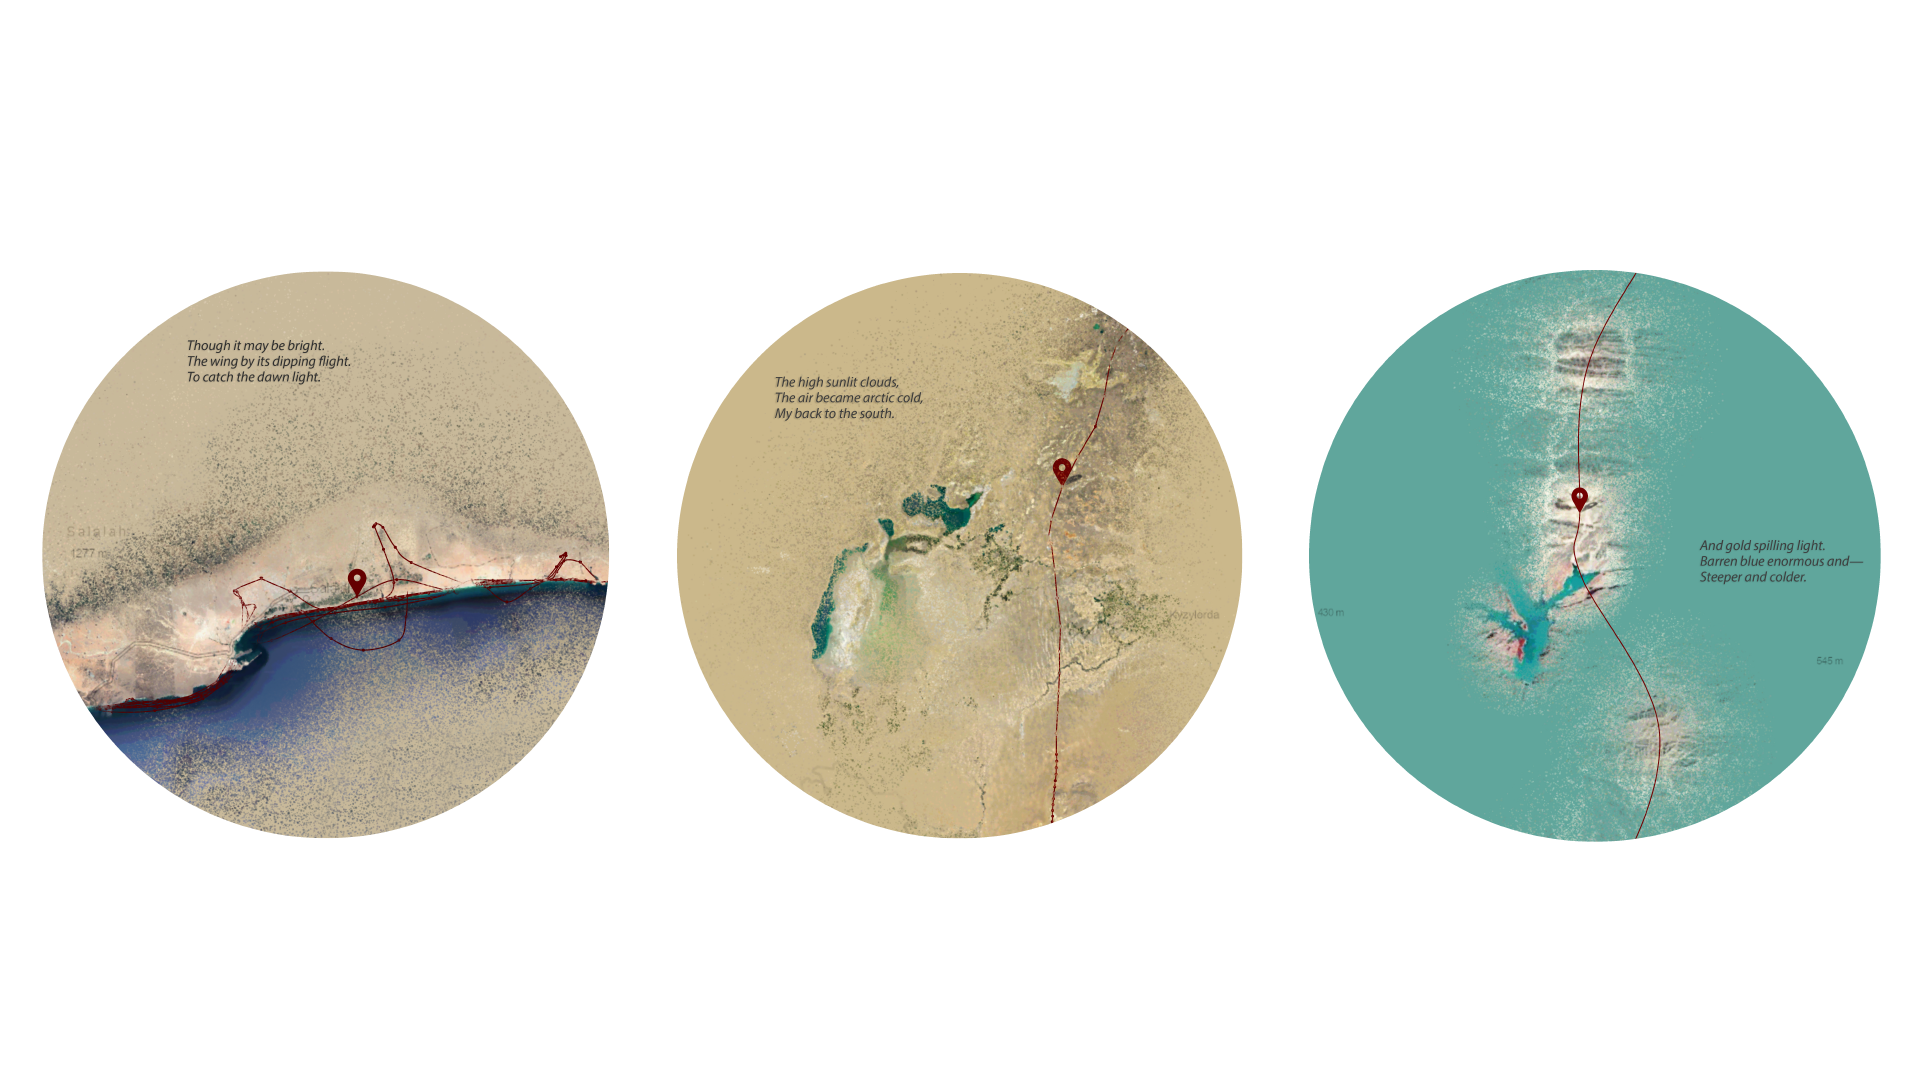 Though it may be bright.
The wing by its dipping flight.
To catch the dawn light.
Salalah
1277 m
The high sunlit clouds,
The air became arctic cold,
My back to the south.
Kyzylorda
And gold spilling light.
Barren blue enormous and—
Steeper and colder.
430 m
545 m